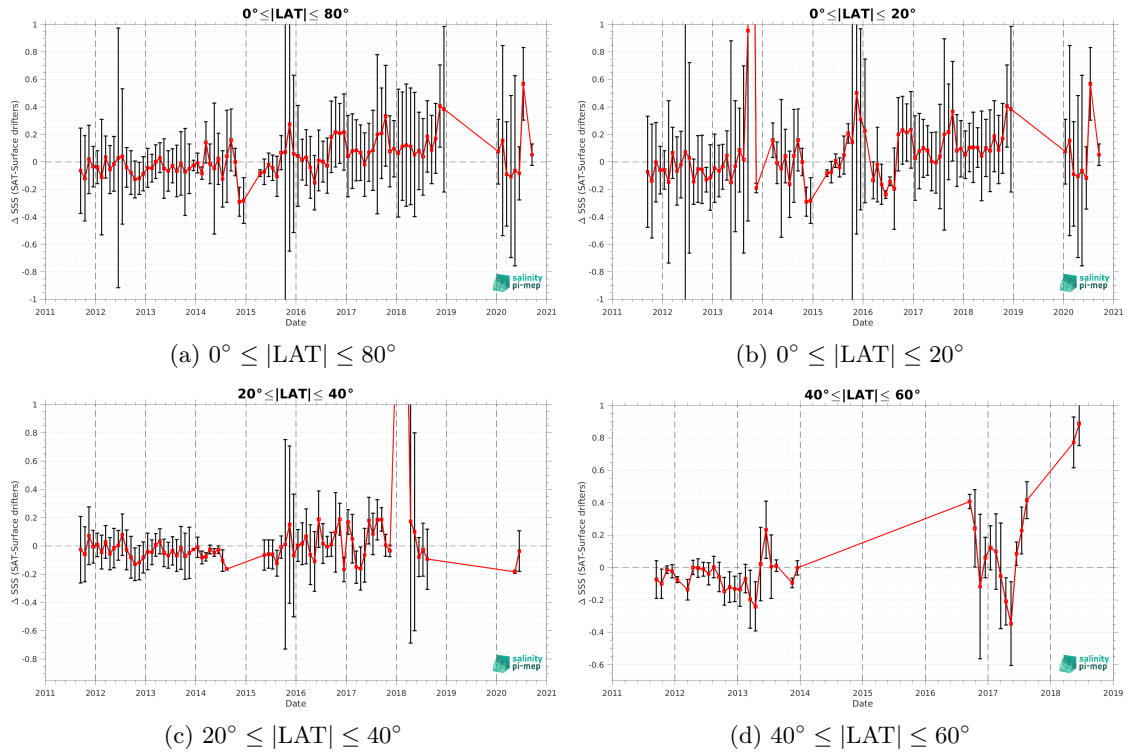 0°≤|LAT|≤ 80°
Δ SSS (SAT-Surface drifters)
1
0.8
0.6
0.4
0.2
0
-0.2
-0.4
-0.6
-0.8
-1
2011 2012 2013 2014 2015 2016 2017 2018 2019 2020 2021
Date
salinity
pi-mep
(a) 0° ≤ |LAT| ≤ 80°
0°≤|LAT|≤ 20°
Δ SSS (SAT-Surface drifters)
1
0.8
0.6
0.4
0.2
0
-0.2
-0.4
-0.6
-0.8
-1
2011 2012 2013 2014 2015 2016 2017 2018 2019 2020 2021
Date
salinity
pi-mep
(b) 0° ≤ |LAT| ≤ 20°
20°≤|LAT|≤ 40°
Δ SSS (SAT-Surface drifters)
1
0.8
0.6
0.4
0.2
0
-0.2
-0.4
-0.6
-0.8
2011 2012 2013 2014 2015 2016 2017 2018 2019 2020 2021
Date
salinity
pi-mep
(c) 20° ≤ |LAT| ≤ 40°
40°≤|LAT|≤ 60°
Δ SSS (SAT-Surface drifters)
1
0.8
0.6
0.4
0.2
0
-0.2
-0.4
-0.6
2011 2012 2013 2014 2015 2016 2017 2018 2019
Date
salinity
pi-mep
(d) 40° ≤ |LAT| ≤ 60°